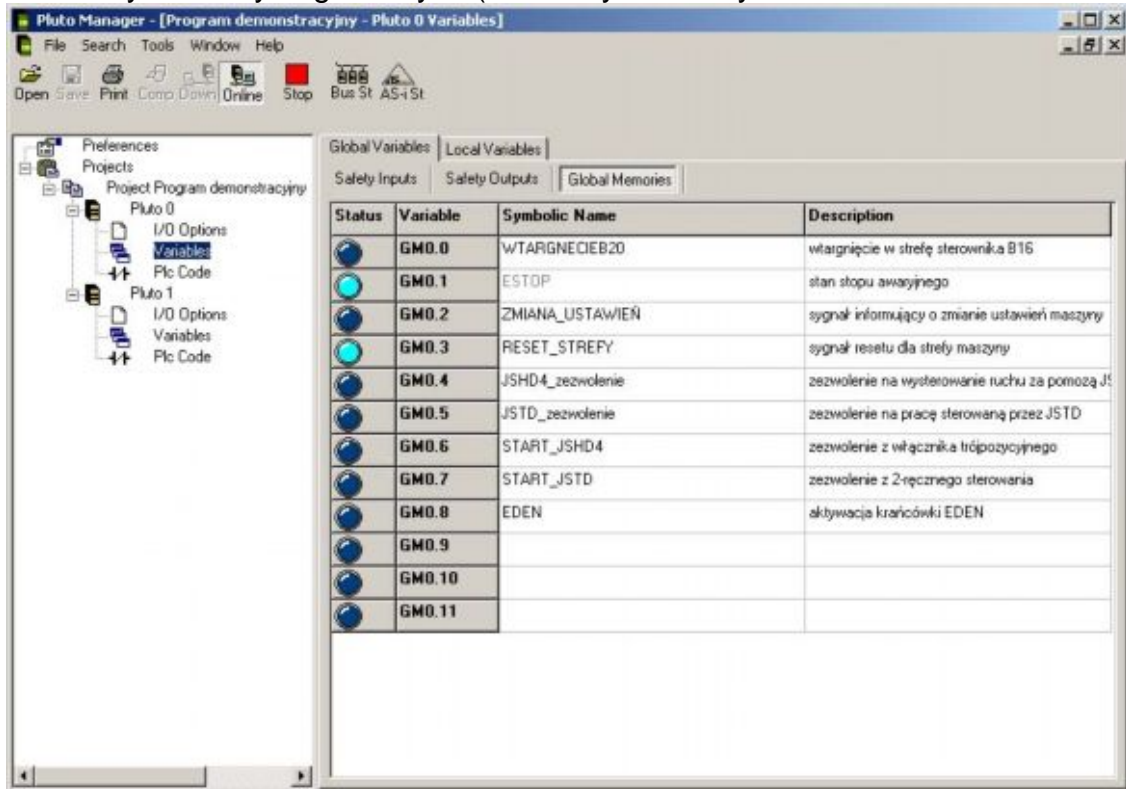 Pluto Manager - [Program demonstracyjny - Pluto 0 Variables]
File Search Tools Window Help
Open Save Print Comp Down Online Stop Bus St AS-i St
Preferences
Projects
Project Program demonstracyjny
Pluto 0
I/O Options
Variables
Plc Code
Pluto 1
I/O Options
Variables
Plc Code
Global Variables Local Variables
Safety Inputs Safety Outputs Global Memories
Status Variable Symbolic Name Description
GM0.0 WTARGNECIEB20 wtargnięcie w strefę sterownika B16
GM0.1 ESTOP stan stopu awaryjnego
GM0.2 ZMIANA_USTAWIEŃ sygnał informujący o zmianie ustawień maszyny
GM0.3 RESET_STREFY sygnał resetu dla strefy maszyny
GM0.4 JSHD4_zezwolenie zezwolenie na wysterowanie ruchu za pomozą
GM0.5 JSTD_zezwolenie zezwolenie na pracę sterowaną przez JSTD
GM0.6 START_JSHD4 zezwolenie z włącznika trójpozycyjnego
GM0.7 START_JSTD zezwolenie z 2-ręcznego sterowania
GM0.8 EDEN aktywacja krańcówki EDEN
GM0.9
GM0.10
GM0.11